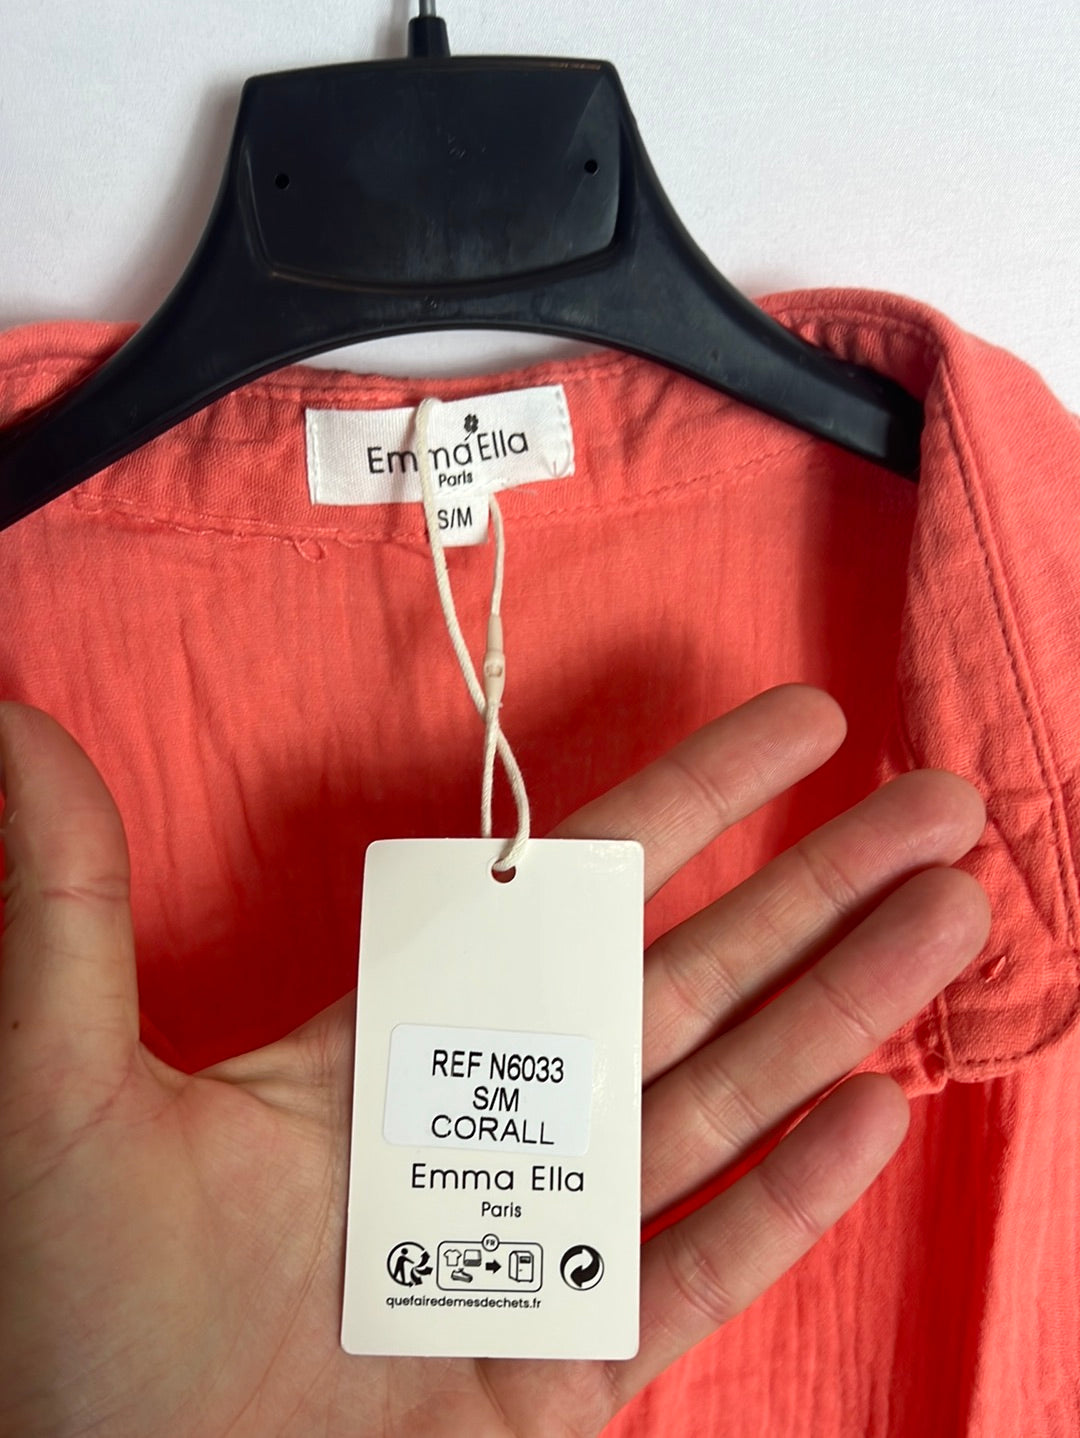 Emma Ella
Paris
S/M
REF N6033
S/M
CORALL
Emma Ella
Paris
FR
quefairedemesdechets.fr